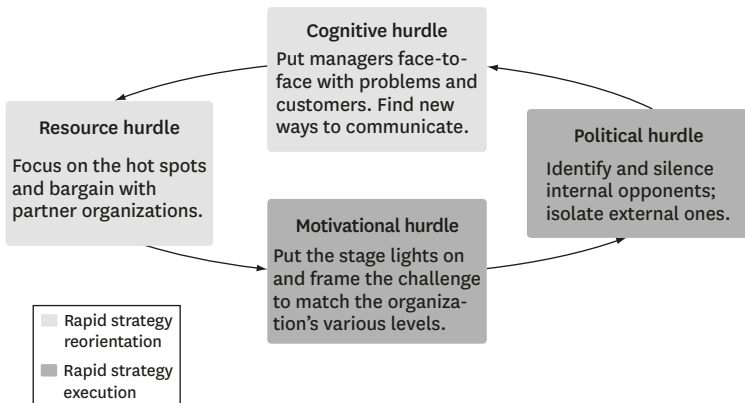 Cognitive hurdle
Put managers face-to-
face with problems and
customers. Find new
ways to communicate.
Resource hurdle
Focus on the hot spots
and bargain with
partner organizations.
Political hurdle
Identify and silence
internal opponents;
isolate external ones.
Motivational hurdle
Put the stage lights on
and frame the challenge
to match the organiza-
tion’s various levels.
Rapid strategy
reorientation
Rapid strategy
execution